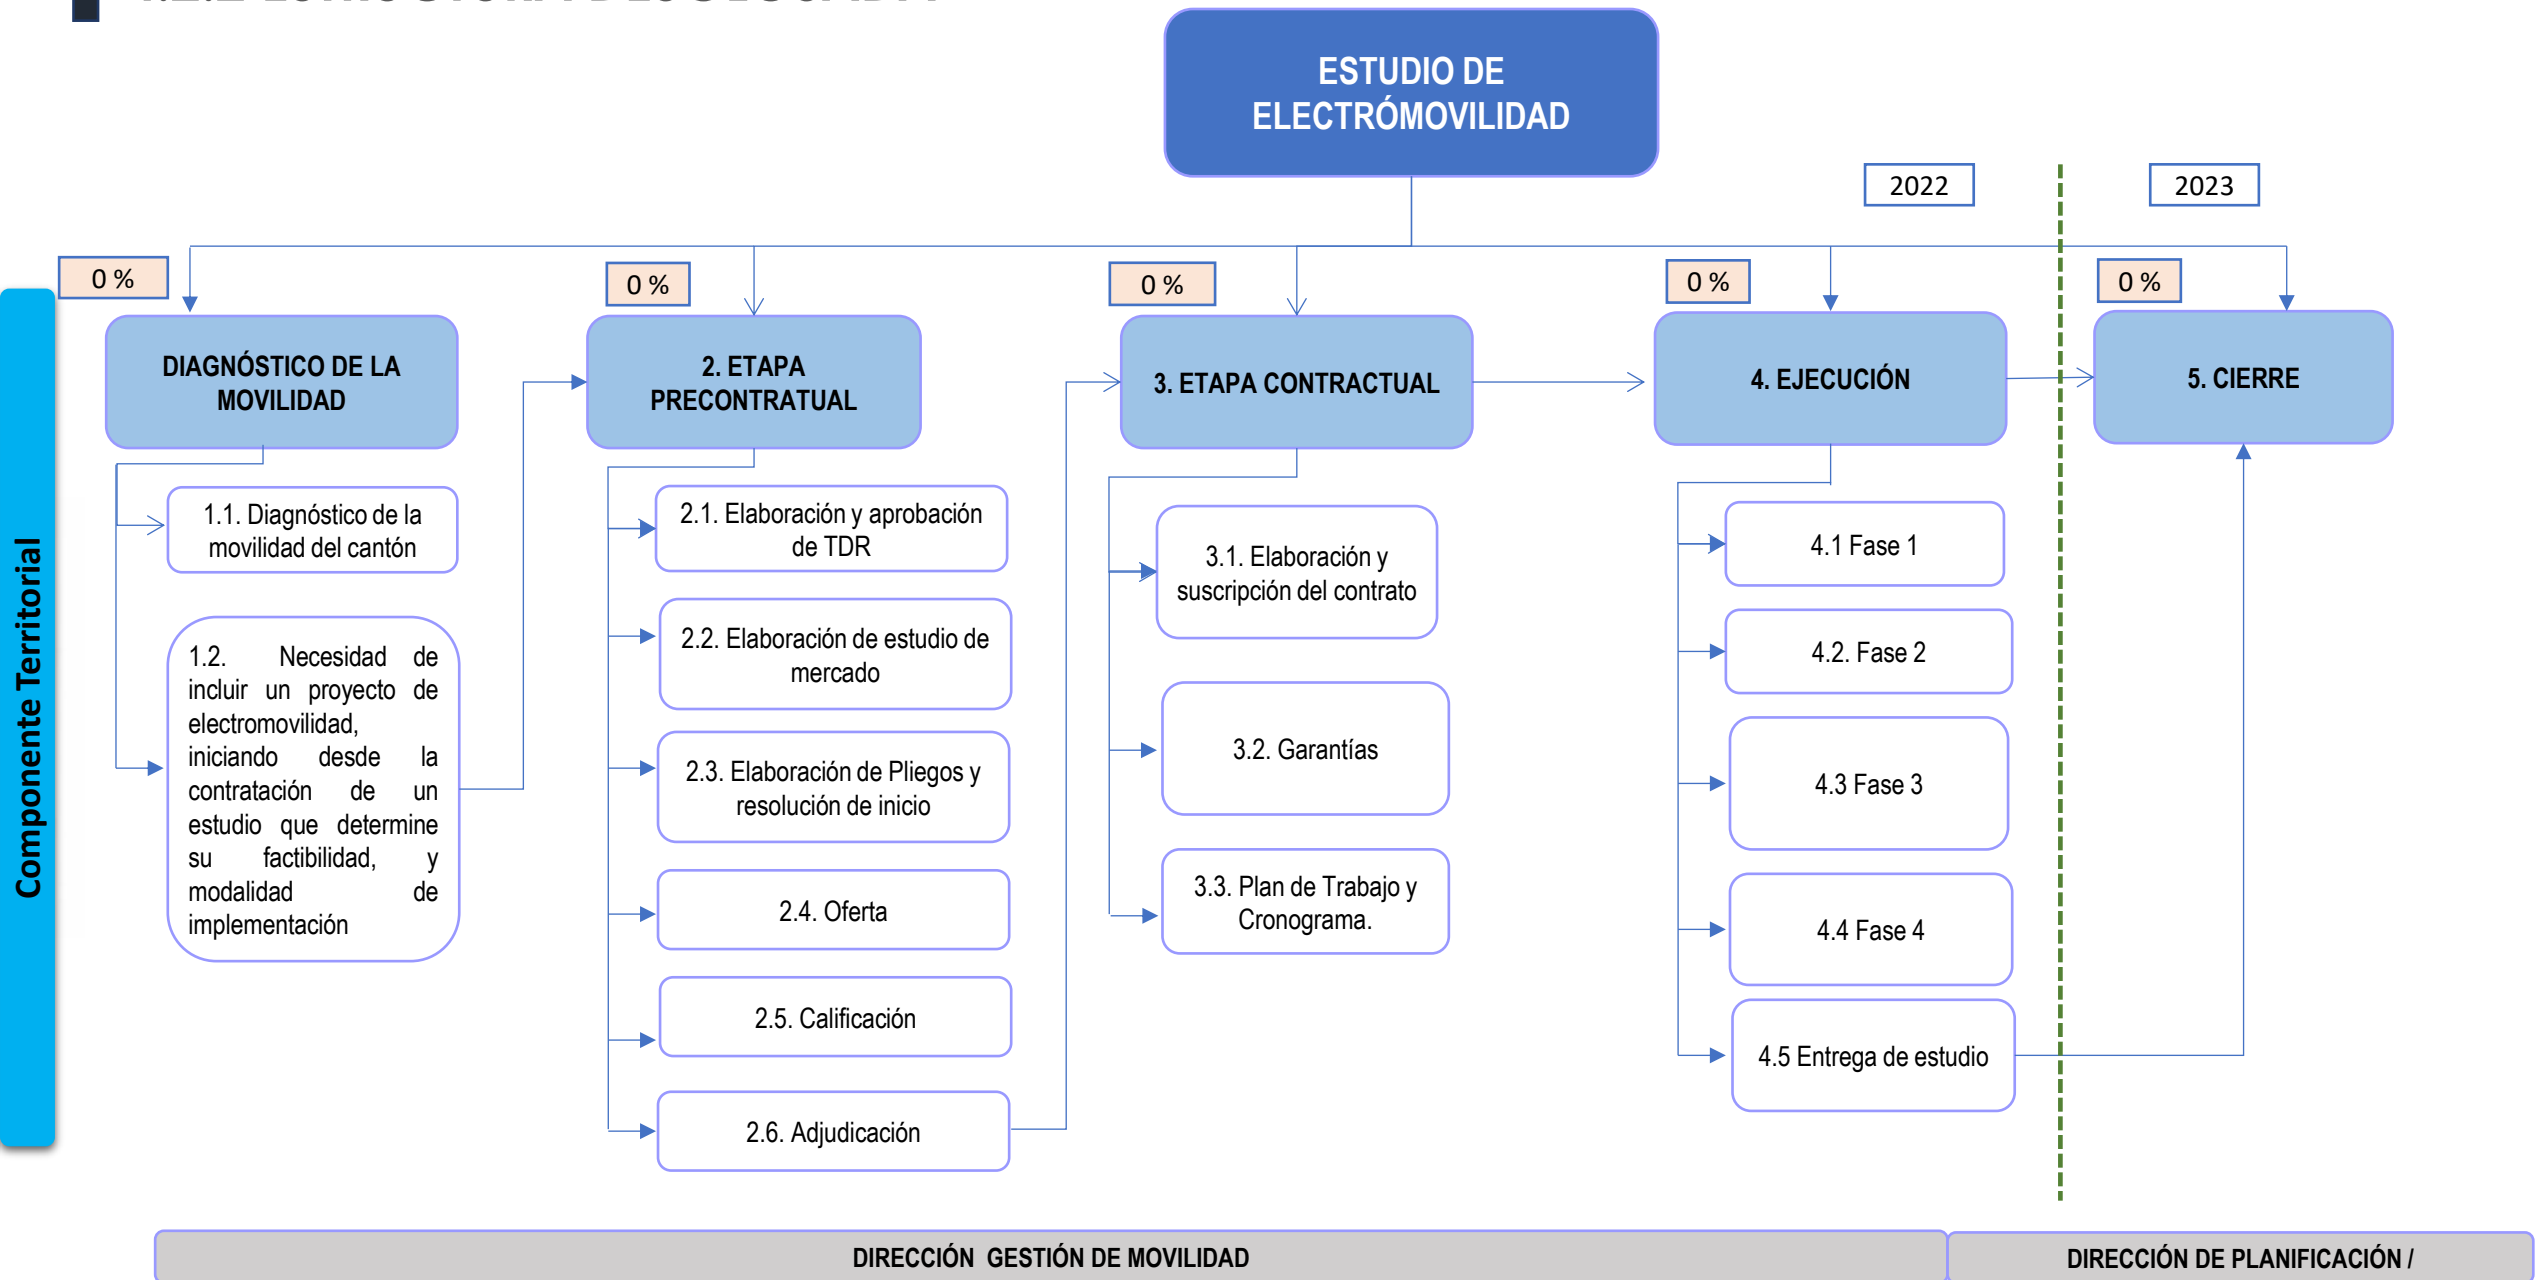 ESTUDIO DE
ELECTRÓMOVILIDAD
2022
2023
0 %
0 %
0 %
0 %
0 %
DIAGNÓSTICO DE LA
MOVILIDAD
2. ETAPA
PRECONTRATUAL
3. ETAPA CONTRACTUAL
4. EJECUCIÓN
5. CIERRE
Componente Territorial
1.1. Diagnóstico de la
movilidad del cantón
1.2. Necesidad de
incluir un proyecto de
electromovilidad,
iniciando desde la
contratación de un
estudio que determine
su factibilidad, y
modalidad de
implementación
2.1. Elaboración y aprobación
de TDR
2.2. Elaboración de estudio de
mercado
2.3. Elaboración de Pliegos y
resolución de inicio
2.4. Oferta
2.5. Calificación
2.6. Adjudicación
3.1. Elaboración y
suscripción del contrato
3.2. Garantías
3.3. Plan de Trabajo y
Cronograma.
4.1 Fase 1
4.2. Fase 2
4.3 Fase 3
4.4 Fase 4
4.5 Entrega de estudio
DIRECCIÓN GESTIÓN DE MOVILIDAD
DIRECCIÓN DE PLANIFICACIÓN /